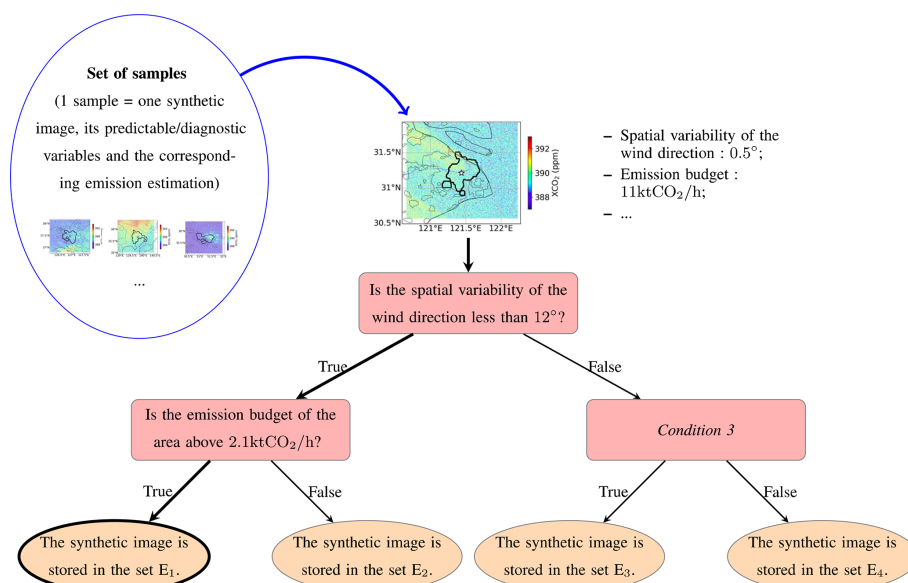 Set of samples
(1 sample = one synthetic
image, its predictable/diagnostic
variables and the correspond-
ing emission estimation)
...
31.5°N
31°N
30.5°N
121°E 121.5°E 122°E
392
390
388
XCO₂ (ppm)
– Spatial variability of the
wind direction : 0.5°;
– Emission budget :
11ktCO₂/h;
– ...
Is the spatial variability of the
wind direction less than 12°?
True
False
Is the emission budget of the
area above 2.1ktCO₂/h?
Condition 3
True
False
True
False
The synthetic image is
stored in the set E₁.
The synthetic image is
stored in the set E₂.
The synthetic image is
stored in the set E₃.
The synthetic image is
stored in the set E₄.